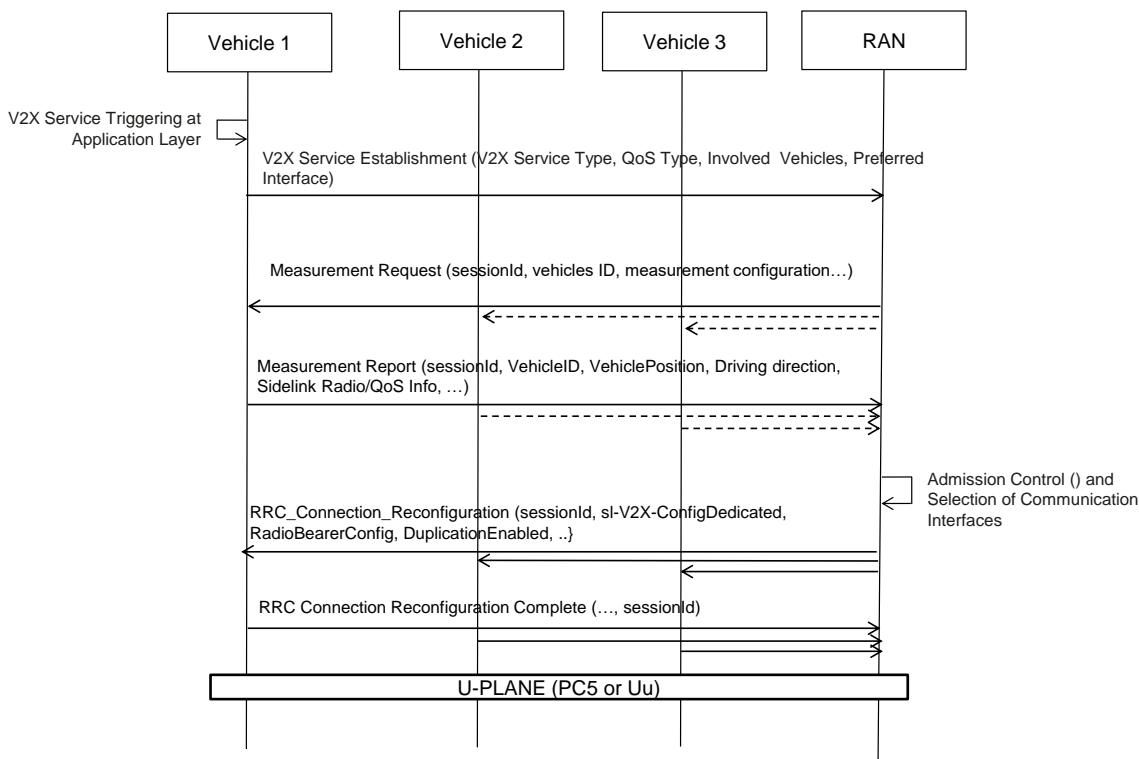 Vehicle 1
Vehicle 2
Vehicle 3
RAN
V2X Service Triggering at
Application Layer
V2X Service Establishment (V2X Service Type, QoS Type, Involved Vehicles, Preferred
Interface)
Measurement Request (sessionId, vehicles ID, measurement configuration…)
Measurement Report (sessionId, VehicleID, VehiclePosition, Driving direction,
Sidelink Radio/QoS Info, …)
Admission Control () and
Selection of Communication
Interfaces
RRC_Connection_Reconfiguration (sessionId, sl-V2X-ConfigDedicated,
RadioBearerConfig, DuplicationEnabled, ..}
RRC Connection Reconfiguration Complete (…, sessionId)
U-PLANE (PC5 or Uu)